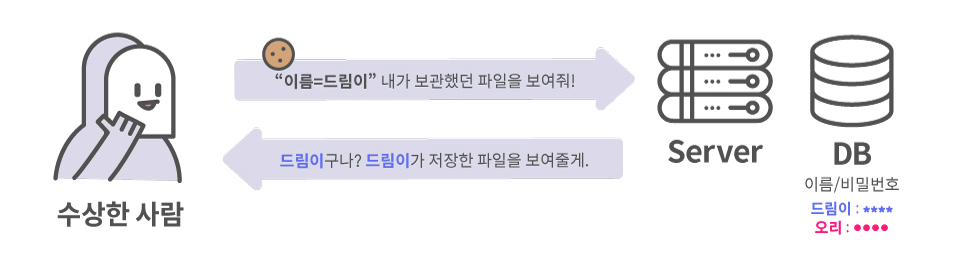 “이름=드림이” 내가 보관했던 파일을 보여줘!
드림이구나? 드림이가 저장한 파일을 보여줄게.
수상한 사람
Server
DB
이름/비밀번호
드림이 : ****
오리 : ●●●●